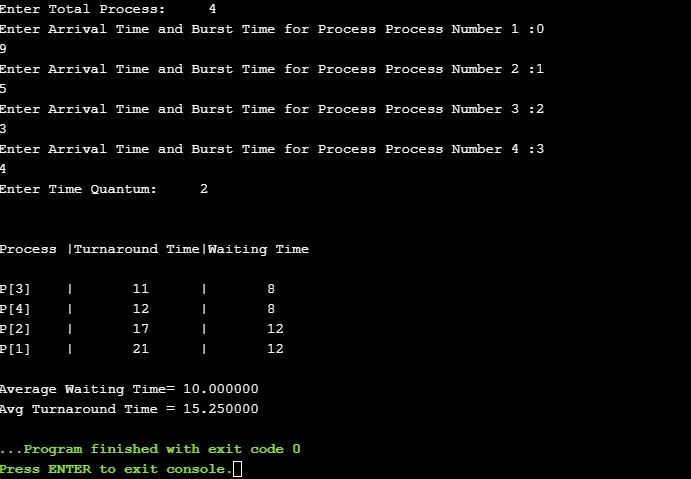 Enter Total Process:     4
Enter Arrival Time and Burst Time for Process Process Number 1 :0
9
Enter Arrival Time and Burst Time for Process Process Number 2 :1
5
Enter Arrival Time and Burst Time for Process Process Number 3 :2
3
Enter Arrival Time and Burst Time for Process Process Number 4 :3
4
Enter Time Quantum:     2
Process |Turnaround Time|Waiting Time
P[3]    |       11      |       8
P[4]    |       12      |       8
P[2]    |       17      |       12
P[1]    |       21      |       12
Average Waiting Time= 10.000000
Avg Turnaround Time = 15.250000
...Program finished with exit code 0
Press ENTER to exit console.